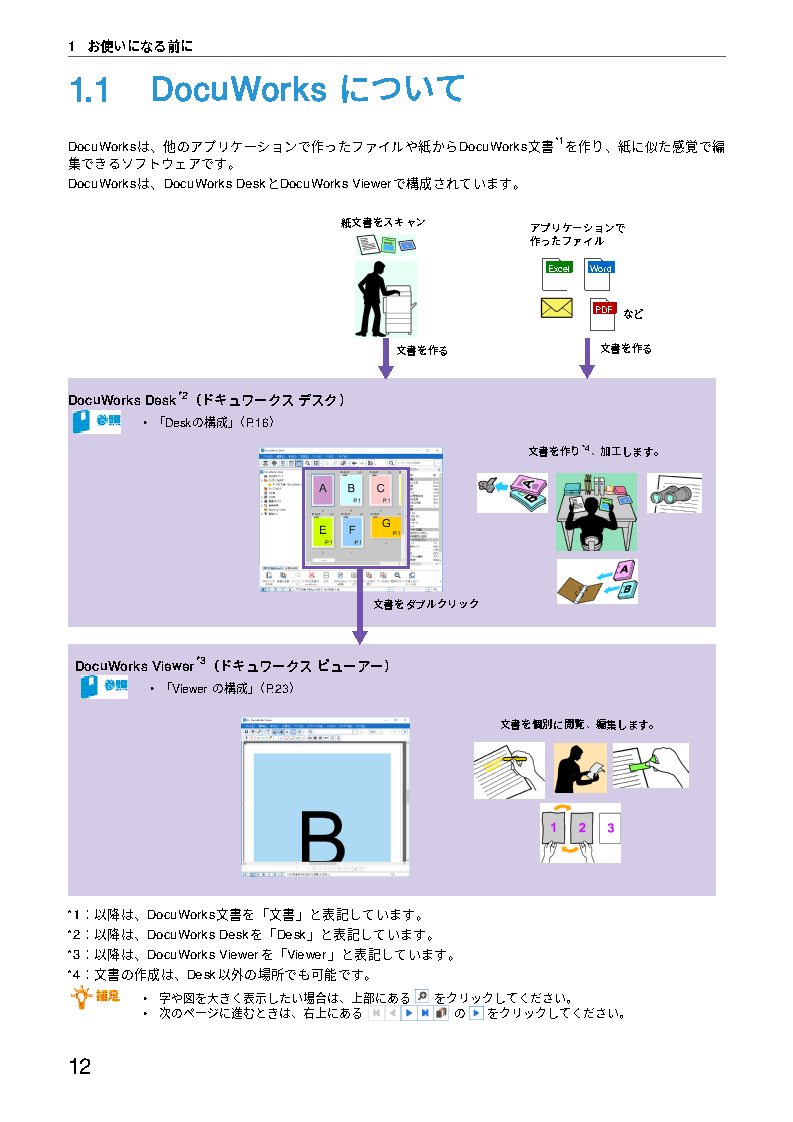 1 お使いになる前に
1.1 DocuWorks について
DocuWorksは、他のアプリケーションで作ったファイルや紙からDocuWorks文書*1を作り、紙に似た感覚で編
集できるソフトウェアです。
DocuWorksは、DocuWorks DeskとDocuWorks Viewerで構成されています。
紙文書をスキャン
アプリケーションで
作ったファイル
Excel
Word
PDF
など
文書を作る
文書を作る
DocuWorks Desk*2（ドキュワークス デスク）
参照
• 「Deskの構成」（P.16）
文書を作り*4、加工します。
A
B
C
P.1
P.1
P.1
E
F
G
P.1
P.1
P.1
A
B
A
B
文書をダブルクリック
DocuWorks Viewer*3（ドキュワークス ビューアー）
参照
• 「Viewer の構成」（P.23）
文書を個別に閲覧、編集します。
B
1
2
3
*1：以降は、DocuWorks文書を「文書」と表記しています。
*2：以降は、DocuWorks Deskを「Desk」と表記しています。
*3：以降は、DocuWorks Viewerを「Viewer」と表記しています。
*4：文書の作成は、Desk以外の場所でも可能です。
補足
• 字や図を大きく表示したい場合は、上部にある をクリックしてください。
• 次のページに進むときは、右上にある の をクリックしてください。
12